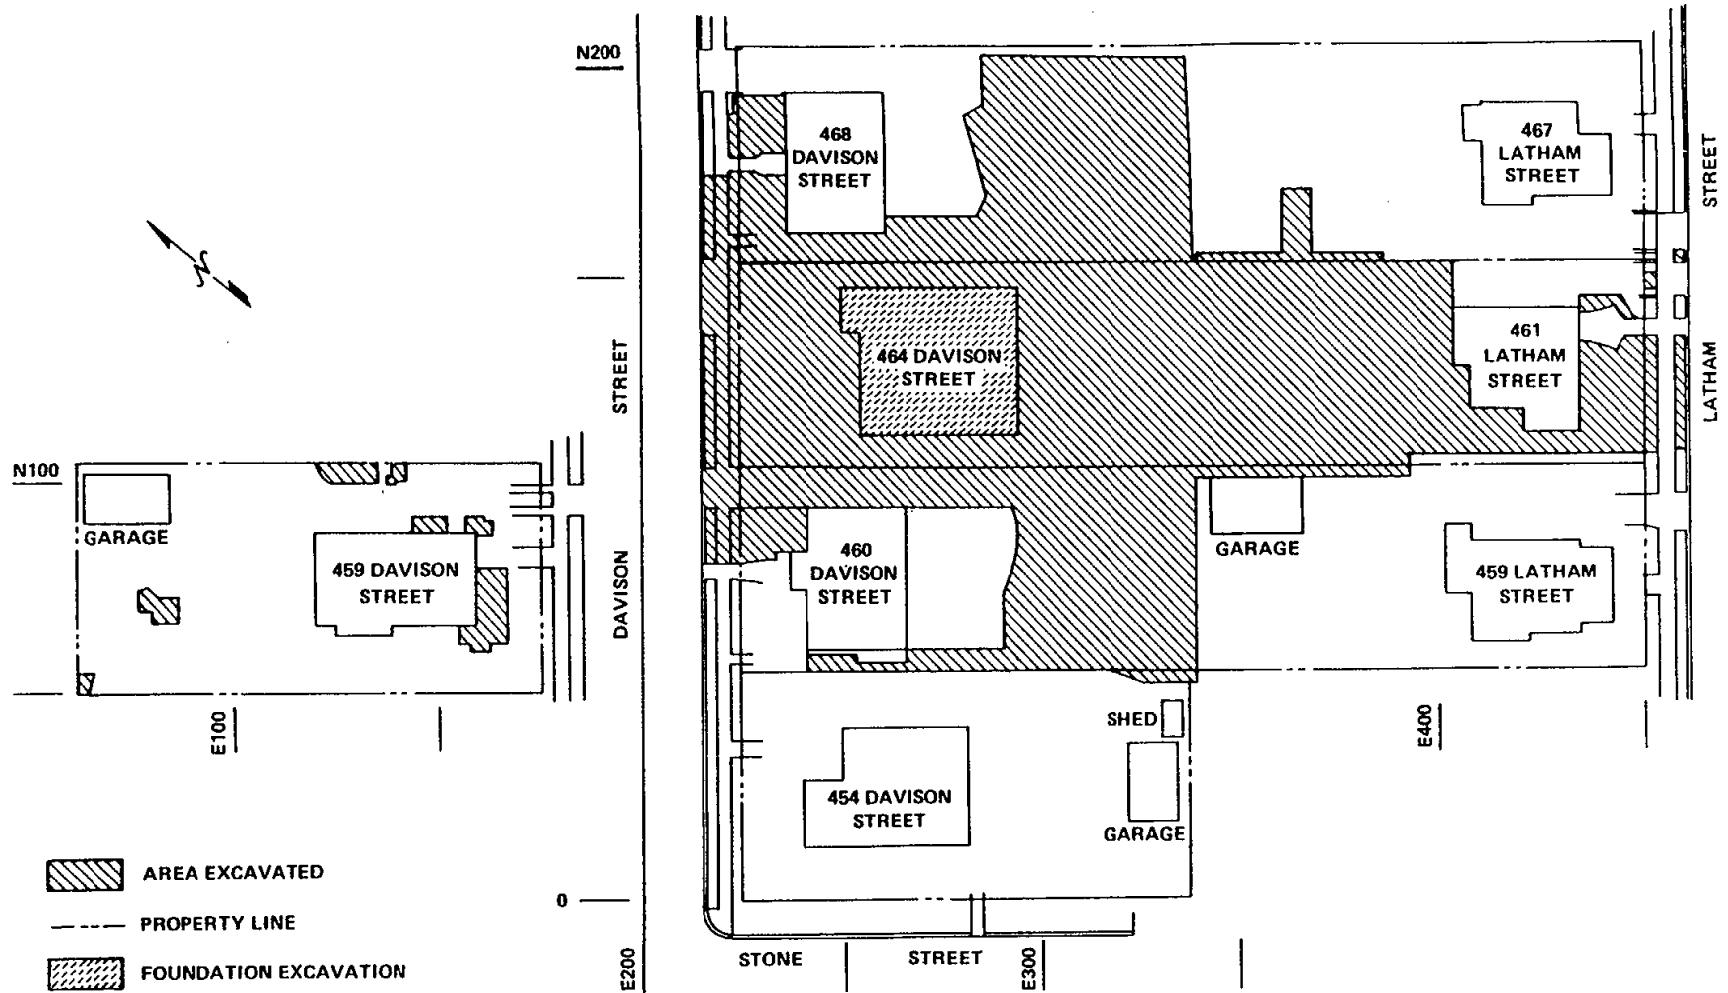 N200
468
DAVISON
STREET
467
LATHAM
STREET
STREET
N
464 DAVISON
STREET
461
LATHAM
STREET
STREET
LATHAM
N100
GARAGE
459 DAVISON
STREET
DAVISON
460
DAVISON
STREET
GARAGE
459 LATHAM
STREET
E100
SHED
E400
454 DAVISON
STREET
GARAGE
AREA EXCAVATED
0
PROPERTY LINE
FOUNDATION EXCAVATION
E200
STONE
STREET
E300